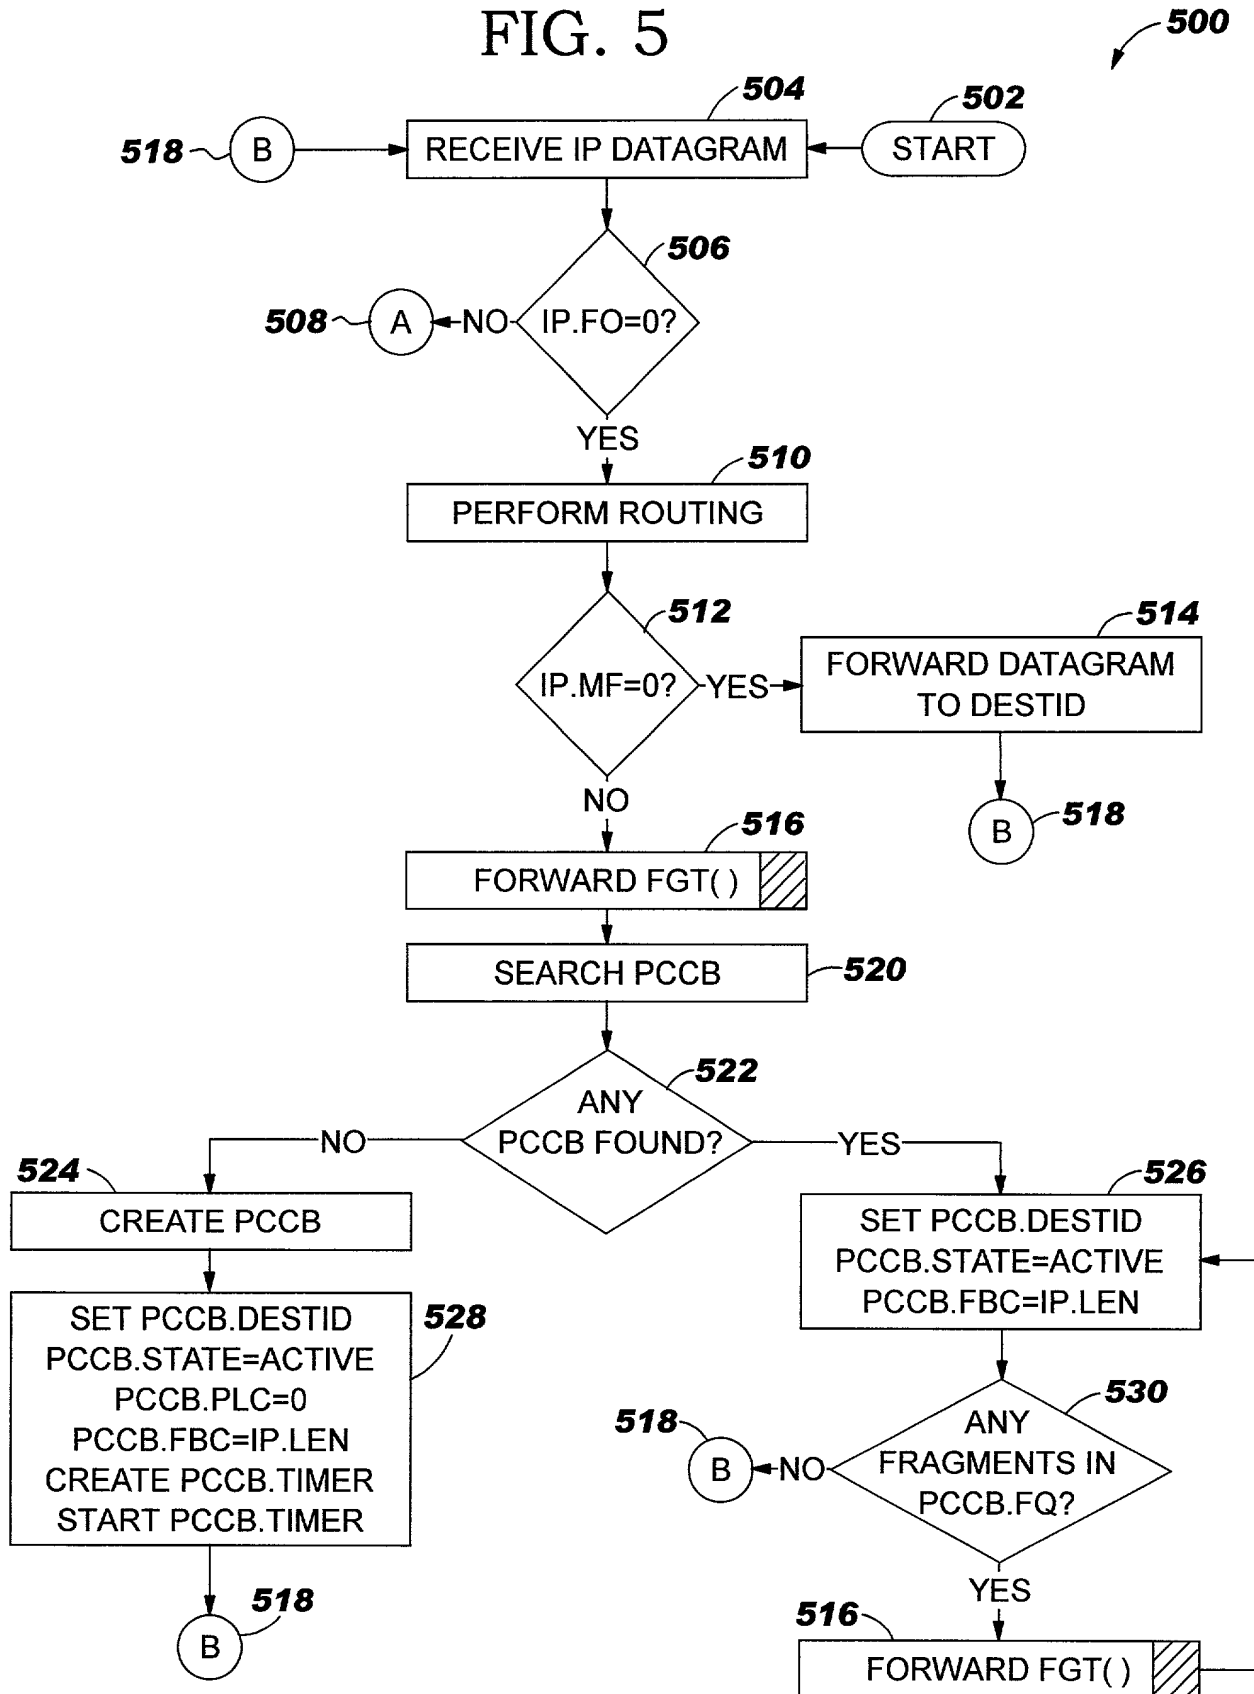 FIG. 5
500
504
502
518
B
RECEIVE IP DATAGRAM
START
506
508
A
NO
IP.FO=0?
YES
510
PERFORM ROUTING
512
514
IP.MF=0?
YES
FORWARD DATAGRAM
TO DESTID
NO
516
B
518
FORWARD FGT( )
SEARCH PCCB
520
522
ANY
PCCB FOUND?
NO
YES
524
526
CREATE PCCB
SET PCCB.DESTID
PCCB.STATE=ACTIVE
PCCB.FBC=IP.LEN
SET PCCB.DESTID
PCCB.STATE=ACTIVE
PCCB.PLC=0
PCCB.FBC=IP.LEN
CREATE PCCB.TIMER
START PCCB.TIMER
528
530
518
B
NO
ANY
FRAGMENTS IN
PCCB.FQ?
YES
518
B
516
FORWARD FGT( )